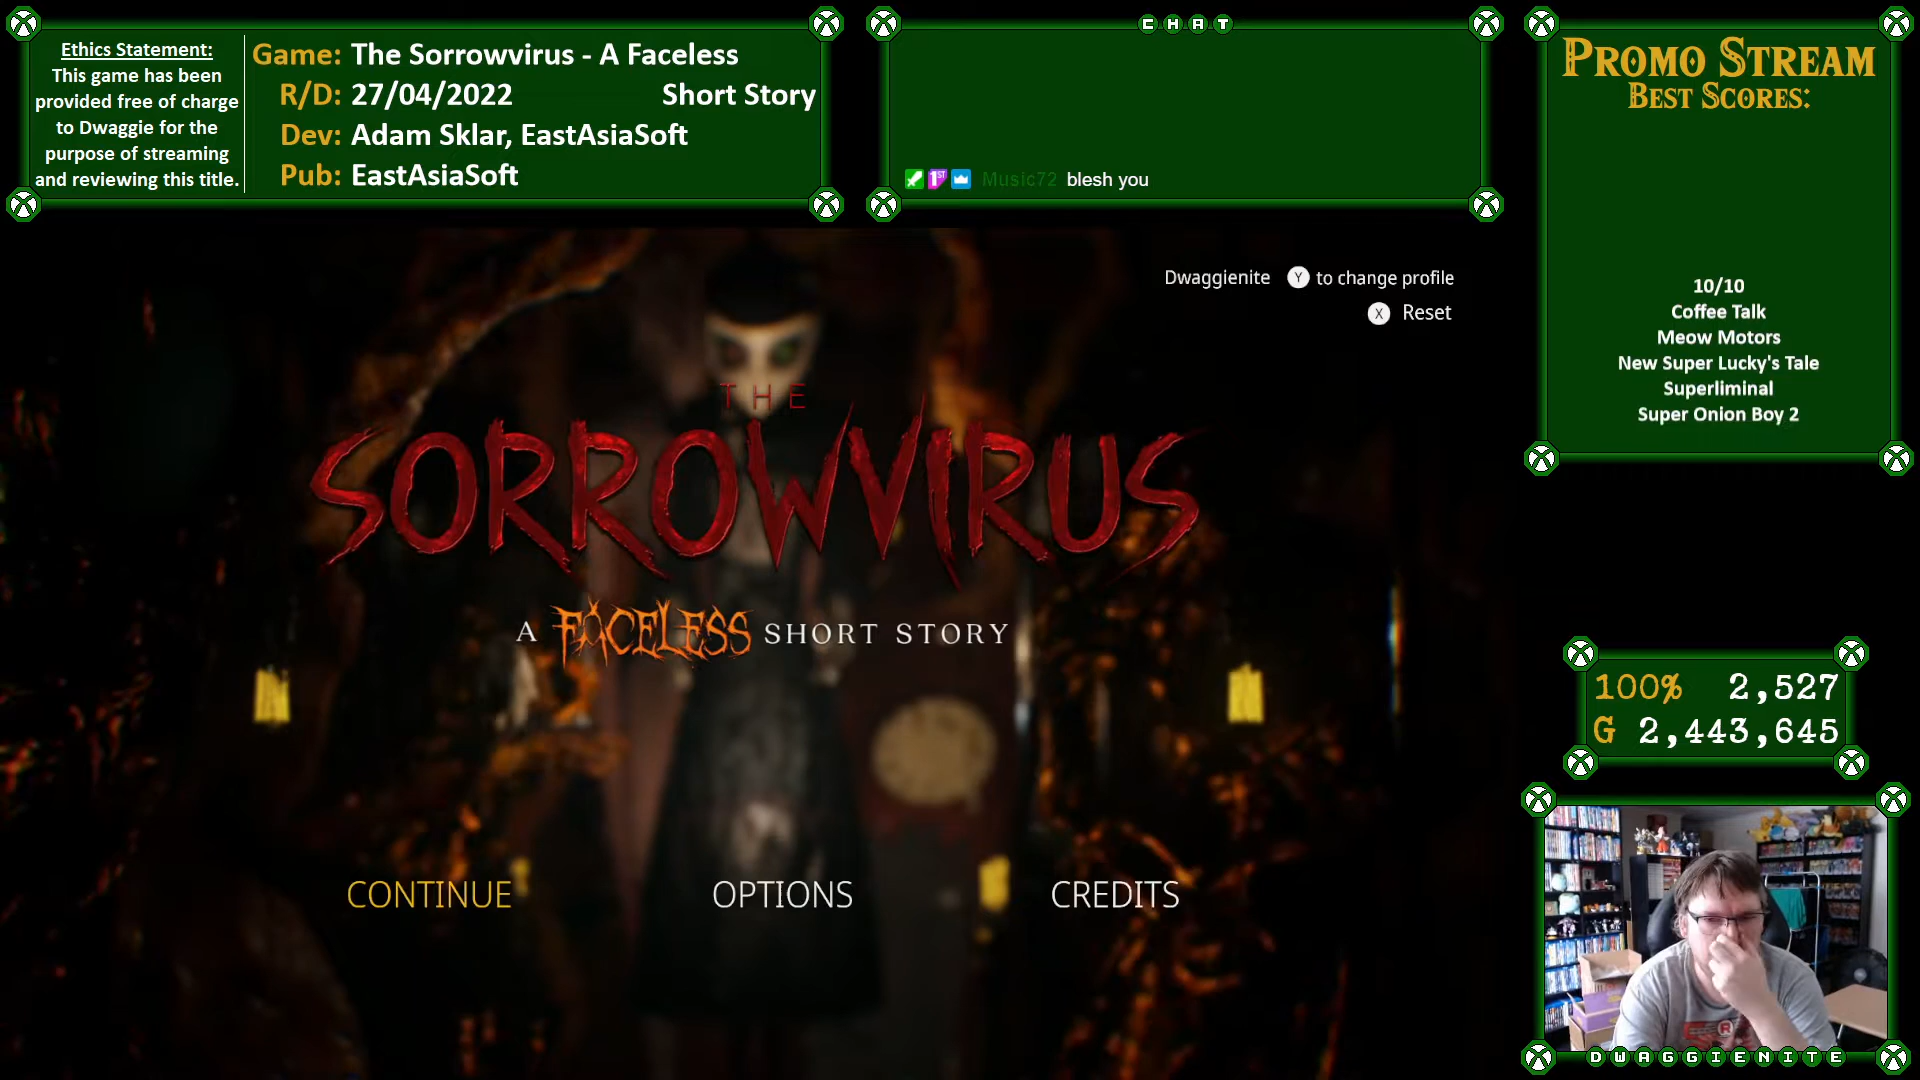 Ethics Statement:
This game has been
provided free of charge
to Dwaggie for the
purpose of streaming
and reviewing this title.
Game: The Sorrowvirus - A Faceless
R/D: 27/04/2022 Short Story
Dev: Adam Sklar, EastAsiaSoft
Pub: EastAsiaSoft
CHAT
1ST Music72 blesh you
Promo Stream
Best Scores:
10/10
Coffee Talk
Meow Motors
New Super Lucky's Tale
Superliminal
Super Onion Boy 2
Dwaggienite Y to change profile
X Reset
THE
SORROWVIRUS
A FACELESS SHORT STORY
CONTINUE OPTIONS CREDITS
100% 2,527
G 2,443,645
DWAGGIENITE